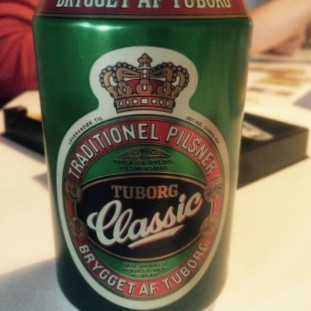 BRYGGET AF TUBORG
TRADITIONEL PILSNER
TUBORG
Classic
BRYGGET AF TUBORG